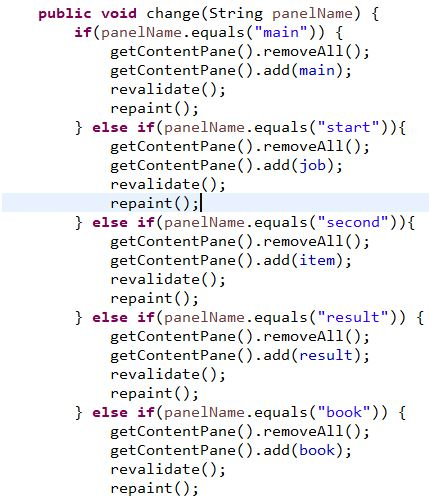 public void change(String panelName) {
    if(panelName.equals("main")) {
        getContentPane().removeAll();
        getContentPane().add(main);
        revalidate();
        repaint();
    } else if(panelName.equals("start")){
        getContentPane().removeAll();
        getContentPane().add(job);
        revalidate();
        repaint();
    } else if(panelName.equals("second")){
        getContentPane().removeAll();
        getContentPane().add(item);
        revalidate();
        repaint();
    } else if(panelName.equals("result")) {
        getContentPane().removeAll();
        getContentPane().add(result);
        revalidate();
        repaint();
    } else if(panelName.equals("book")) {
        getContentPane().removeAll();
        getContentPane().add(book);
        revalidate();
        repaint();